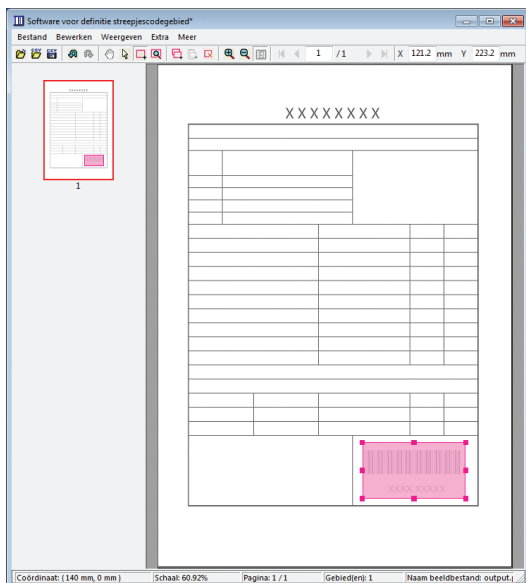 Software voor definitie streepjescodegebied*
Bestand Bewerken Weergeven Extra Meer
1 /1 X 121.2 mm Y 223.2 mm
XXXXXXXX
1
XXXX XXXXX
Coördinaat: (140 mm, 0 mm) Schaal: 60.92% Pagina: 1 / 1 Gebied(en): 1 Naam beeldbestand: output.